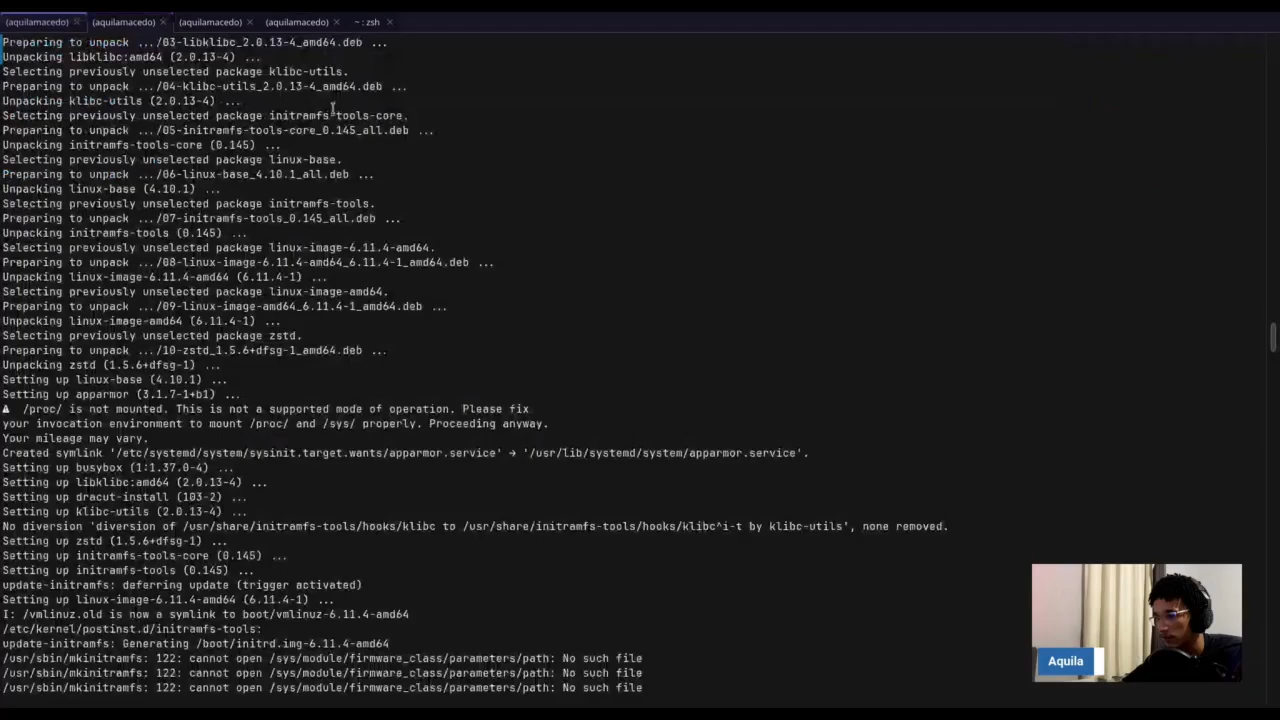 (aquilamacedo) × (aquilamacedo) × (aquilamacedo) × (aquilamacedo) × ~ : zsh ×
Preparing to unpack .../03-libklibc_2.0.13-4_amd64.deb ...
Unpacking libklibc:amd64 (2.0.13-4) ...
Selecting previously unselected package klibc-utils.
Preparing to unpack .../04-klibc-utils_2.0.13-4_amd64.deb ...
Unpacking klibc-utils (2.0.13-4) ...
Selecting previously unselected package initramfs-tools-core.
Preparing to unpack .../05-initramfs-tools-core_0.145_all.deb ...
Unpacking initramfs-tools-core (0.145) ...
Selecting previously unselected package linux-base.
Preparing to unpack .../06-linux-base_4.10.1_all.deb ...
Unpacking linux-base (4.10.1) ...
Selecting previously unselected package initramfs-tools.
Preparing to unpack .../07-initramfs-tools_0.145_all.deb ...
Unpacking initramfs-tools (0.145) ...
Selecting previously unselected package linux-image-6.11.4-amd64.
Preparing to unpack .../08-linux-image-6.11.4-amd64_6.11.4-1_amd64.deb ...
Unpacking linux-image-6.11.4-amd64 (6.11.4-1) ...
Selecting previously unselected package linux-image-amd64.
Preparing to unpack .../09-linux-image-amd64_6.11.4-1_amd64.deb ...
Unpacking linux-image-amd64 (6.11.4-1) ...
Selecting previously unselected package zstd.
Preparing to unpack .../10-zstd_1.5.6+dfsg-1_amd64.deb ...
Unpacking zstd (1.5.6+dfsg-1) ...
Setting up linux-base (4.10.1) ...
Setting up apparmor (3.1.7-1+b1) ...
⚠ /proc/ is not mounted. This is not a supported mode of operation. Please fix
your invocation environment to mount /proc/ and /sys/ properly. Proceeding anyway.
Your mileage may vary.
Created symlink '/etc/systemd/system/sysinit.target.wants/apparmor.service' → '/usr/lib/systemd/system/apparmor.service'.
Setting up busybox (1:1.37.0-4) ...
Setting up libklibc:amd64 (2.0.13-4) ...
Setting up dracut-install (103-2) ...
Setting up klibc-utils (2.0.13-4) ...
No diversion 'diversion of /usr/share/initramfs-tools/hooks/klibc to /usr/share/initramfs-tools/hooks/klibc^i-t by klibc-utils', none removed.
Setting up zstd (1.5.6+dfsg-1) ...
Setting up initramfs-tools-core (0.145) ...
Setting up initramfs-tools (0.145) ...
update-initramfs: deferring update (trigger activated)
Setting up linux-image-6.11.4-amd64 (6.11.4-1) ...
I: /vmlinuz.old is now a symlink to boot/vmlinuz-6.11.4-amd64
/etc/kernel/postinst.d/initramfs-tools:
update-initramfs: Generating /boot/initrd.img-6.11.4-amd64
/usr/sbin/mkinitramfs: 122: cannot open /sys/module/firmware_class/parameters/path: No such file
/usr/sbin/mkinitramfs: 122: cannot open /sys/module/firmware_class/parameters/path: No such file
/usr/sbin/mkinitramfs: 122: cannot open /sys/module/firmware_class/parameters/path: No such file
Aquila